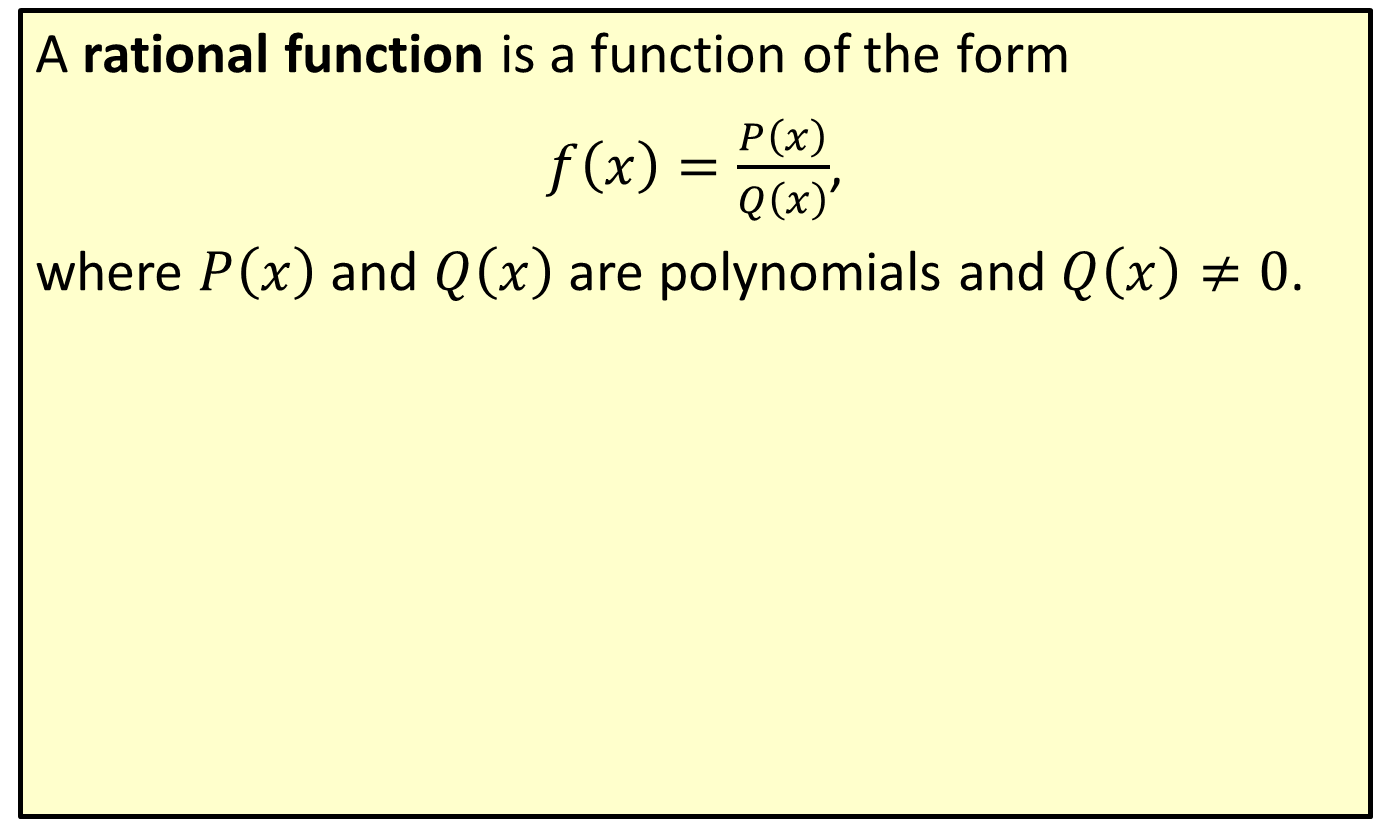 A rational function is a function of the form
f(x) = P(x)/Q(x),
where P(x) and Q(x) are polynomials and Q(x) ≠ 0.